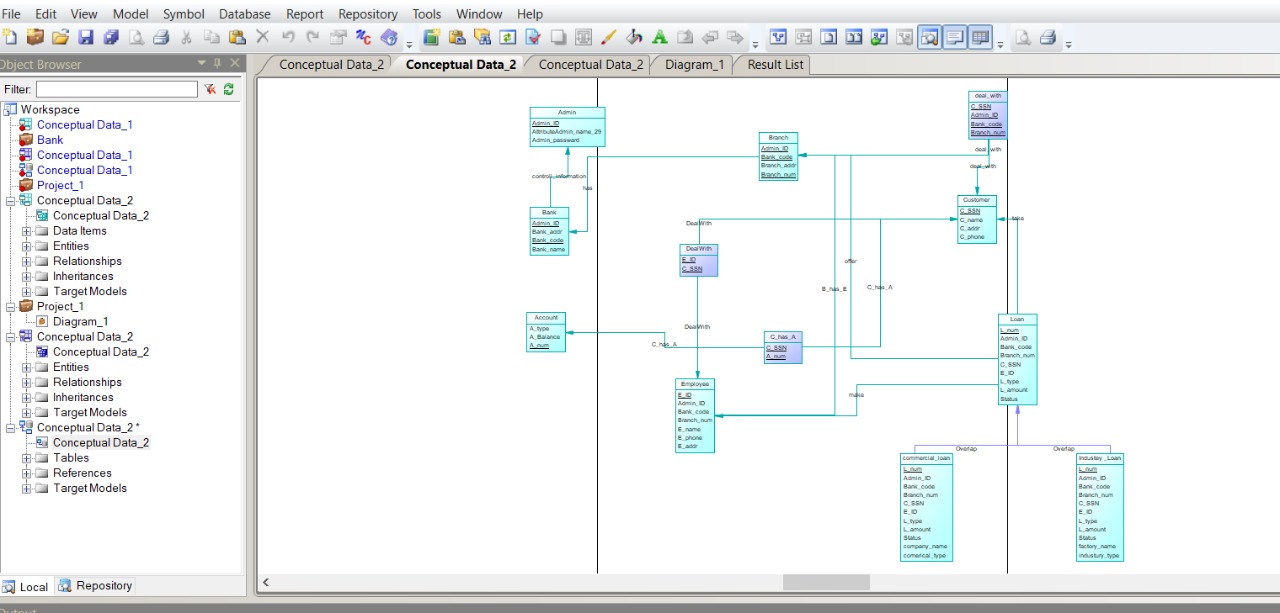 File Edit View Model Symbol Database Report Repository Tools Window Help
Object Browser
Filter:
Workspace
Conceptual Data_1
Bank
Conceptual Data_1
Conceptual Data_1
Project_1
Conceptual Data_2
Conceptual Data_2
Data Items
Entities
Relationships
Inheritances
Target Models
Project_1
Diagram_1
Conceptual Data_2
Conceptual Data_2
Entities
Relationships
Inheritances
Target Models
Conceptual Data_2 *
Conceptual Data_2
Tables
References
Target Models
Local Repository
Conceptual Data_2 Conceptual Data_2 Conceptual Data_2 Diagram_1 Result List
Admin
Admin_ID
AttributeAdmin_name_29
Admin_passward
controll_information
has
Bank
Admin_ID
Bank_addr
Bank_code
Bank_name
Branch
Admin_ID
Bank_code
Branch_addr
Branch_num
deal_with
C_SSN
Admin_ID
Bank_code
Branch_num
deal_with
deal_with
Customer
C_SSN
C_name
C_addr
C_phone
take
DealWith
DealWith
E_ID
C_SSN
DealWith
offer
B_has_E
C_has_A
Account
A_type
A_Balance
A_num
C_has_A
C_has_A
C_SSN
A_num
Employee
E_ID
Admin_ID
Bank_code
Branch_num
E_name
E_phone
E_addr
make
Loan
L_num
Admin_ID
Bank_code
Branch_num
C_SSN
E_ID
L_type
L_amount
Status
Overlap
Overlap
commercial_loan
L_num
Admin_ID
Bank_code
Branch_num
C_SSN
E_ID
L_type
L_amount
Status
company_name
comerical_type
Industey _Loan
L_num
Admin_ID
Bank_code
Branch_num
C_SSN
E_ID
L_type
L_amount
Status
factory_name
industury_type